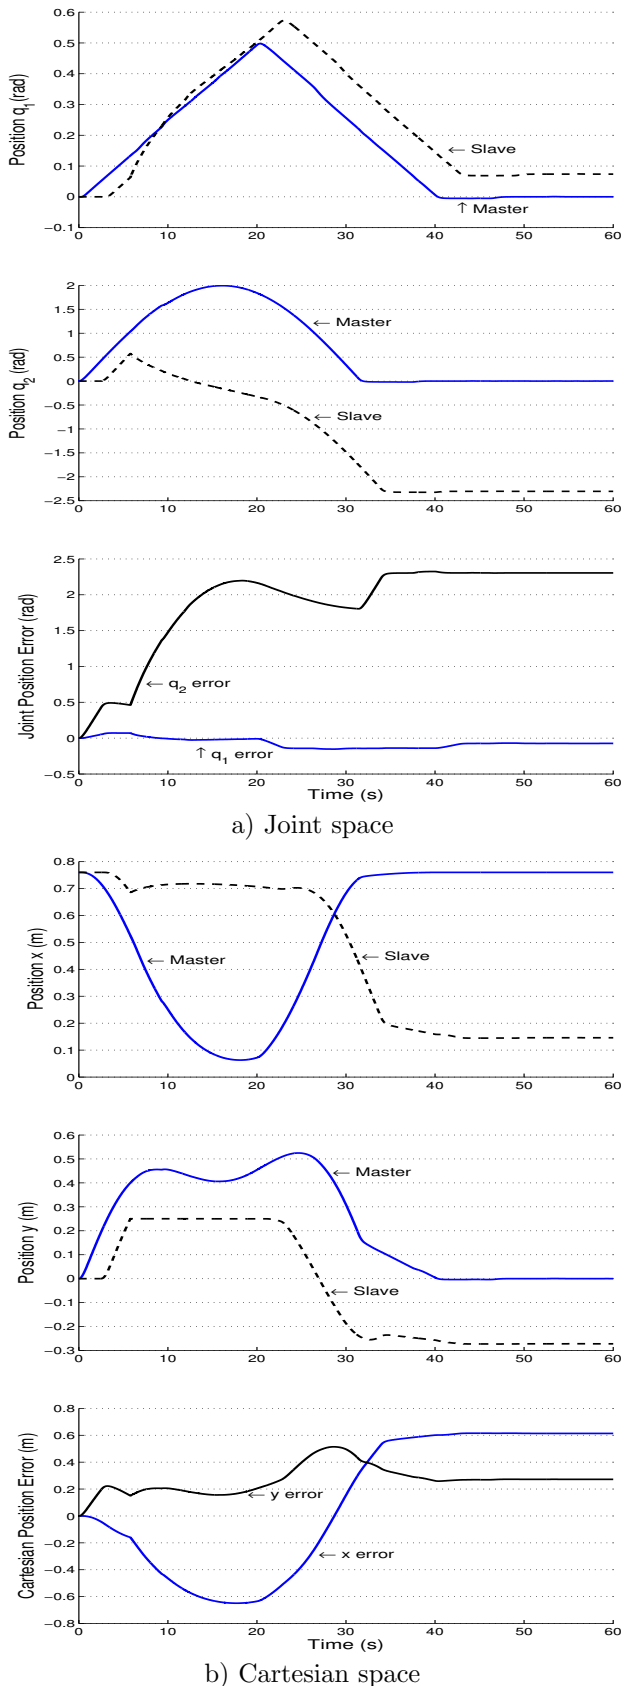 Position q1 (rad)
0.6
0.5
0.4
0.3
0.2
0.1
0
−0.1
← Slave
↑ Master
0 10 20 30 40 50 60
Position q2 (rad)
2
1.5
1
0.5
0
−0.5
−1
−1.5
−2
−2.5
← Master
← Slave
0 10 20 30 40 50 60
Joint Position Error (rad)
2.5
2
1.5
1
0.5
0
−0.5
← q2 error
↑ q1 error
0 10 20 30 40 50 60
Time (s)
a) Joint space
Position x (m)
0.8
0.7
0.6
0.5
0.4
0.3
0.2
0.1
0
← Master
← Slave
0 10 20 30 40 50 60
Position y (m)
0.6
0.5
0.4
0.3
0.2
0.1
0
−0.1
−0.2
−0.3
← Master
← Slave
0 10 20 30 40 50 60
Cartesian Position Error (m)
0.8
0.6
0.4
0.2
0
−0.2
−0.4
−0.6
−0.8
← y error
← x error
0 10 20 30 40 50 60
Time (s)
b) Cartesian space